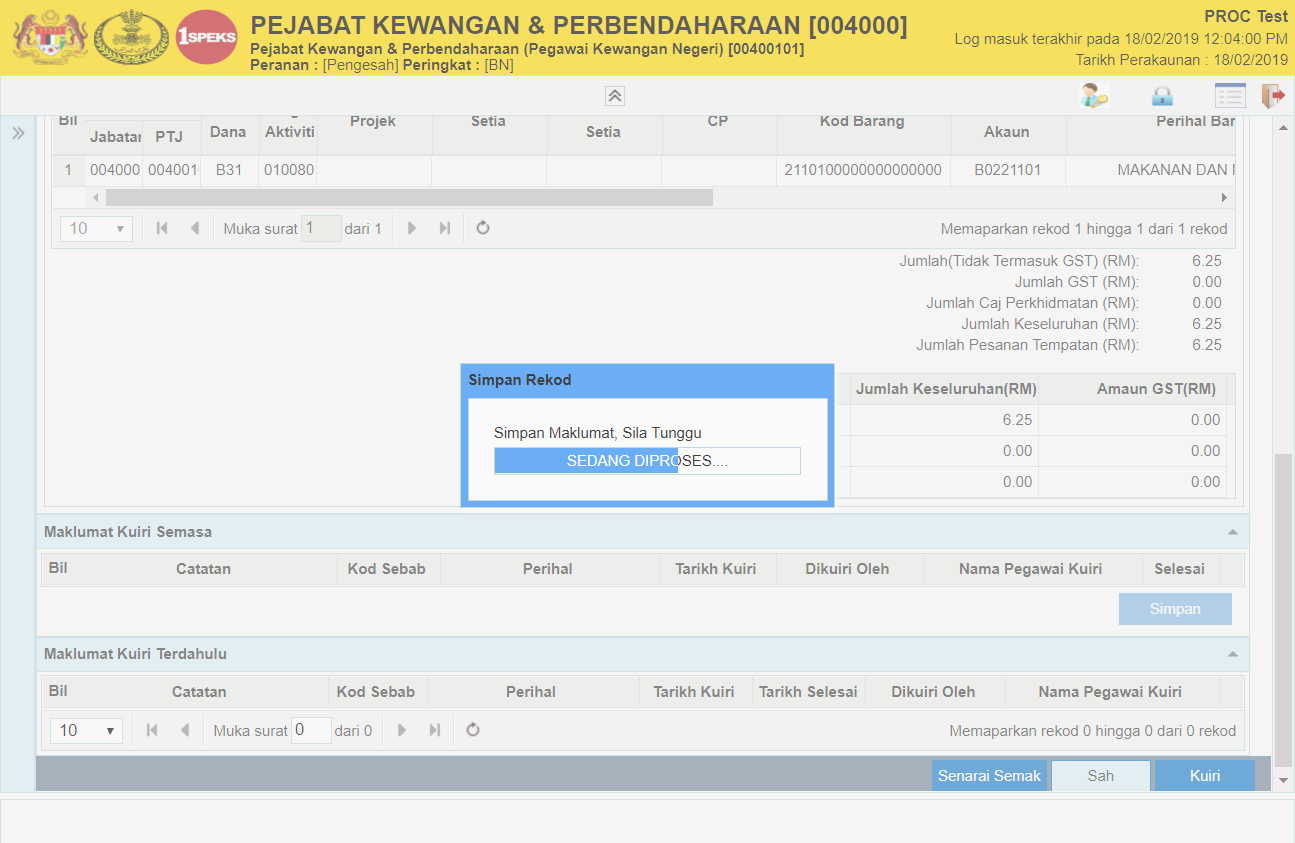 PEJABAT KEWANGAN & PERBENDAHARAAN [004000]
Pejabat Kewangan & Perbendaharaan (Pegawai Kewangan Negeri) [00400101]
Peranan : [Pengesah] Peringkat : [BN]
1SPEKS
PROC Test
Log masuk terakhir pada 18/02/2019 12:04:00 PM
Tarikh Perakaunan : 18/02/2019
Bil Jabatan PTJ Dana Aktiviti Projek Setia Setia CP Kod Barang Akaun Perihal Bar
1 004000 004001 B31 010080 2110100000000000000 B0221101 MAKANAN DAN
10 Muka surat 1 dari 1 Memaparkan rekod 1 hingga 1 dari 1 rekod
Jumlah(Tidak Termasuk GST) (RM): 6.25
Jumlah GST (RM): 0.00
Jumlah Caj Perkhidmatan (RM): 0.00
Jumlah Keseluruhan (RM): 6.25
Jumlah Pesanan Tempatan (RM): 6.25
Simpan Rekod
Simpan Maklumat, Sila Tunggu
SEDANG DIPROSES....
Jumlah Keseluruhan(RM) Amaun GST(RM)
6.25 0.00
0.00 0.00
0.00 0.00
Maklumat Kuiri Semasa
Bil Catatan Kod Sebab Perihal Tarikh Kuiri Dikuiri Oleh Nama Pegawai Kuiri Selesai
Simpan
Maklumat Kuiri Terdahulu
Bil Catatan Kod Sebab Perihal Tarikh Kuiri Tarikh Selesai Dikuiri Oleh Nama Pegawai Kuiri
10 Muka surat 0 dari 0 Memaparkan rekod 0 hingga 0 dari 0 rekod
Senarai Semak Sah Kuiri